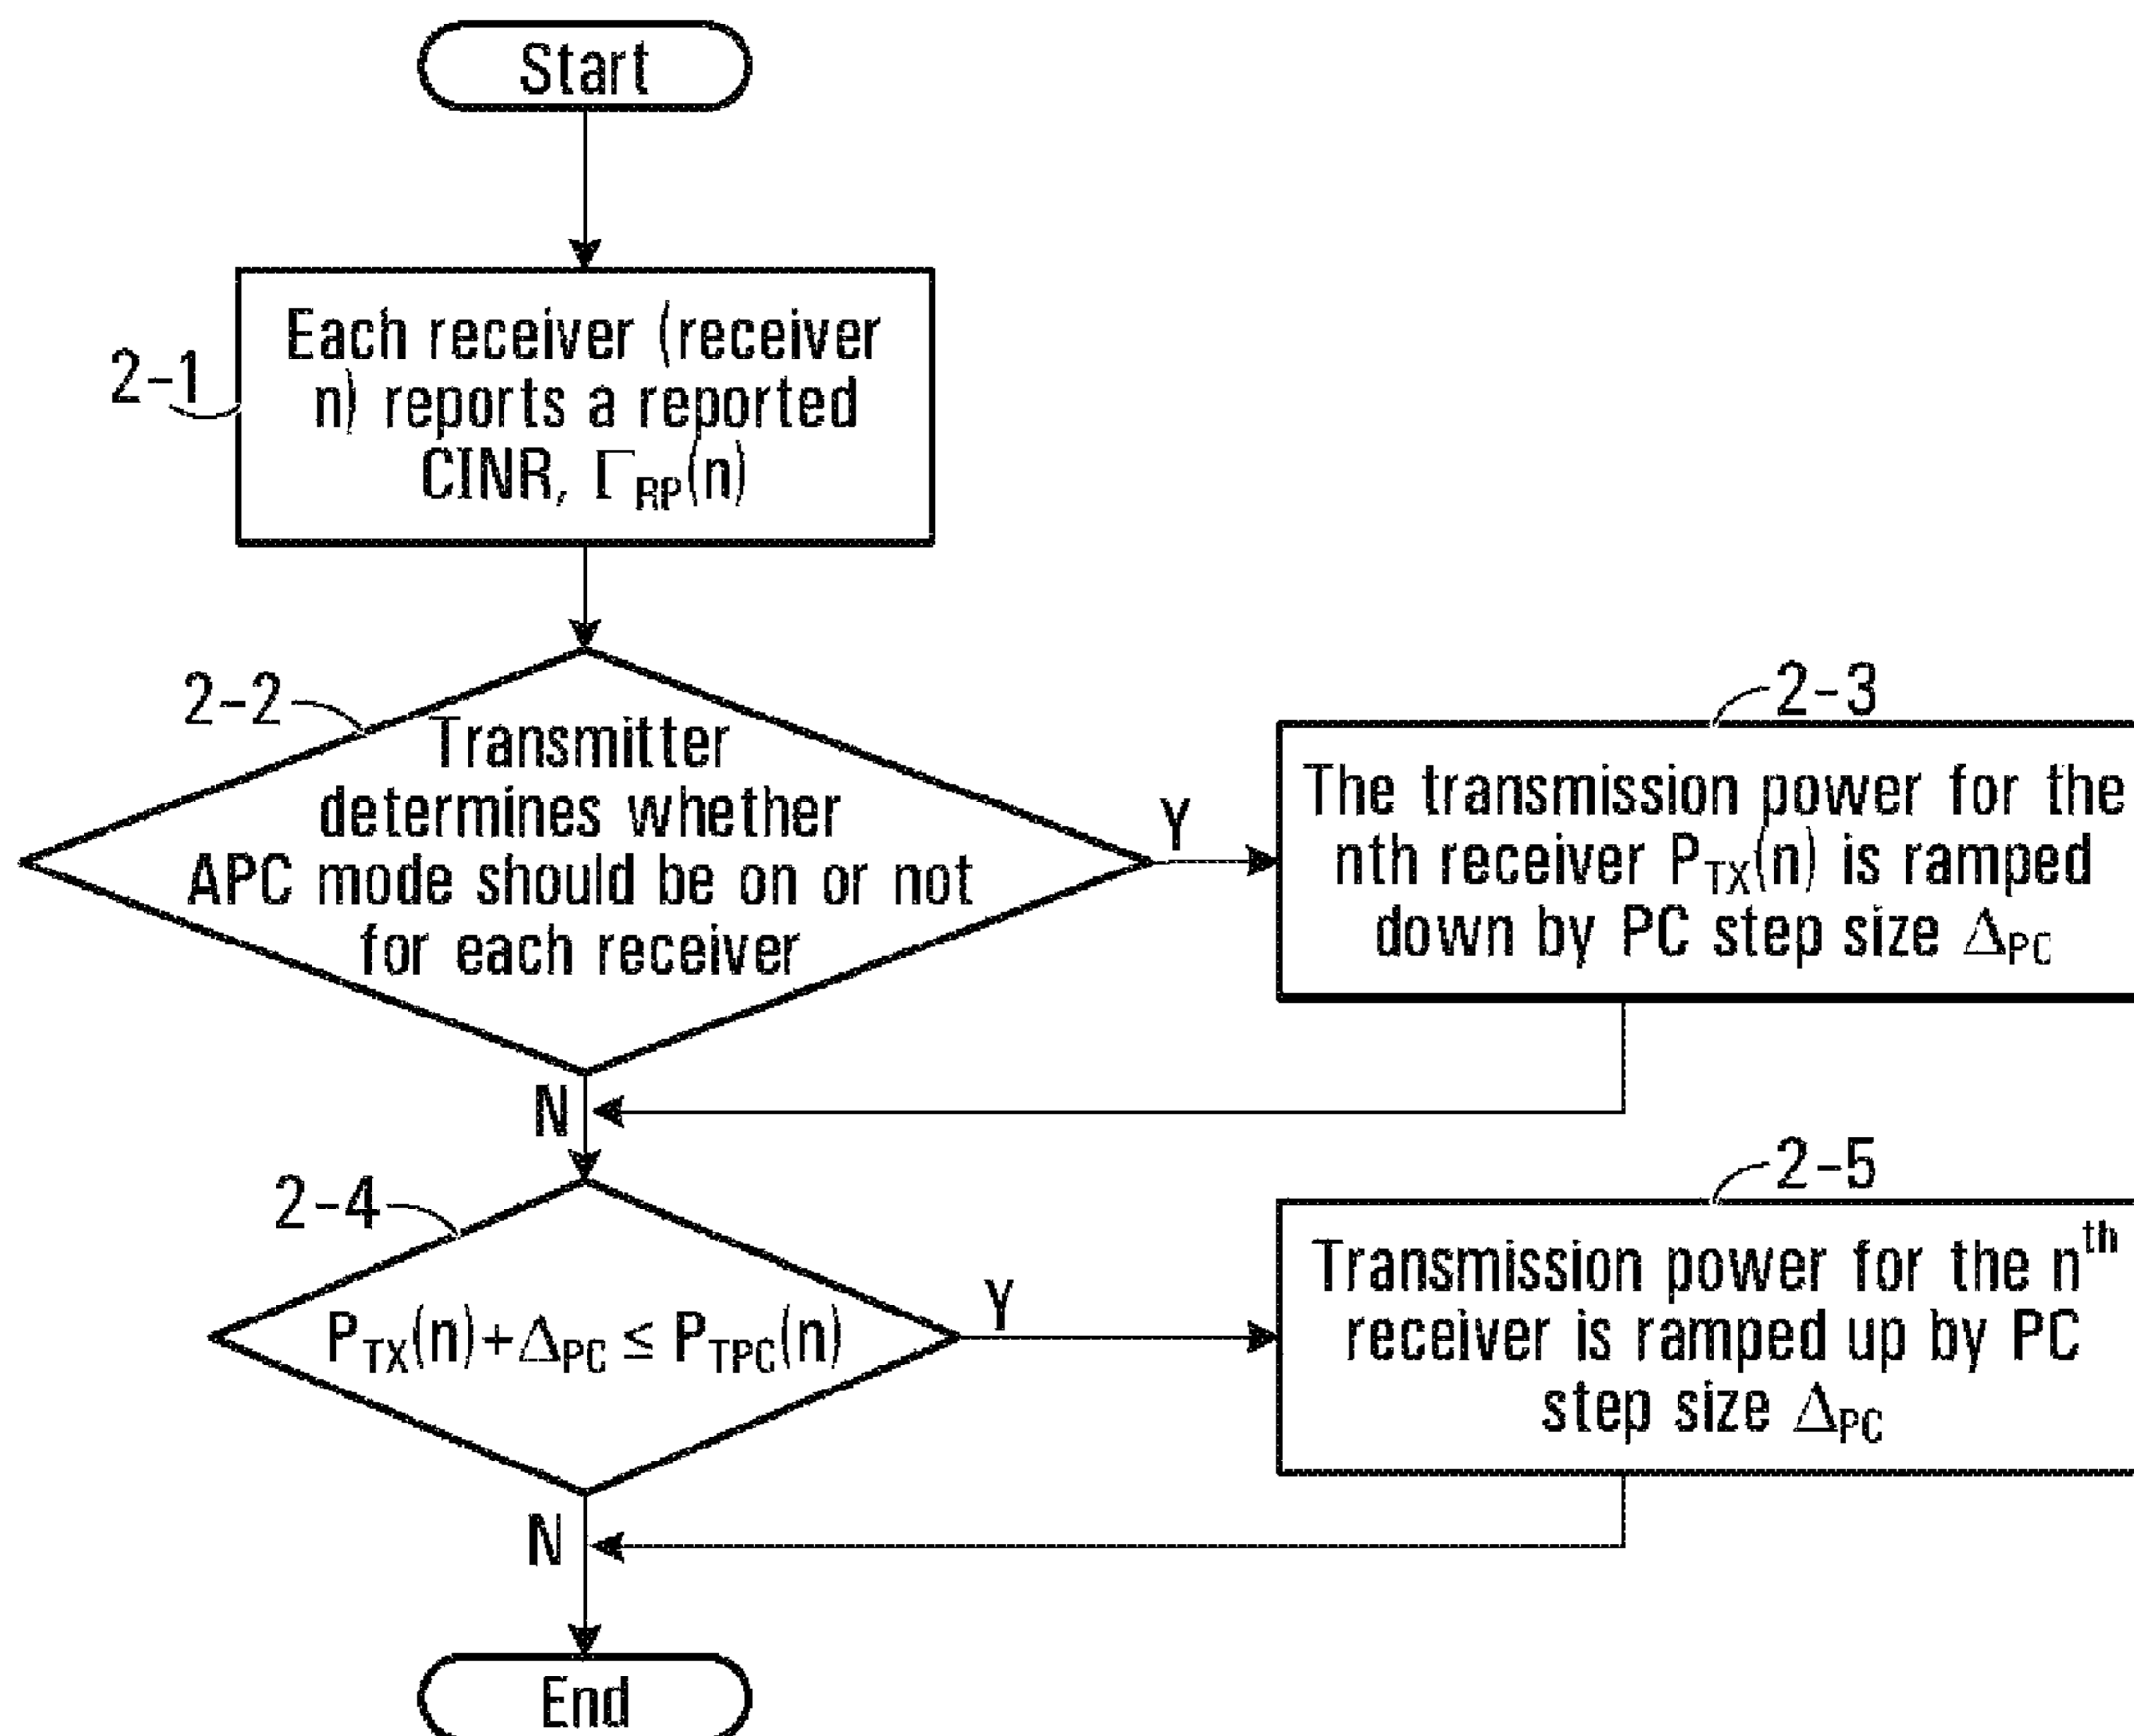 Start
2-1
Each receiver (receiver
n) reports a reported
CINR, Γ_RP(n)
2-2
Transmitter
determines whether
APC mode should be on or not
for each receiver
Y
2-3
The transmission power for the
nth receiver P_TX(n) is ramped
down by PC step size Δ_PC
N
2-4
P_TX(n)+Δ_PC ≤ P_TPC(n)
Y
2-5
Transmission power for the n^th
receiver is ramped up by PC
step size Δ_PC
N
End